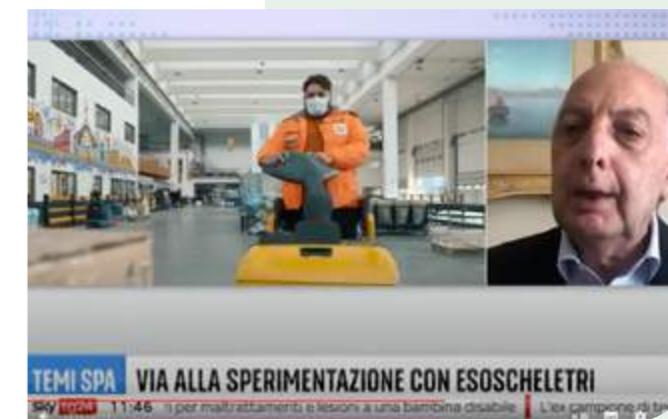 TEMI SPA VIA ALLA SPERIMENTAZIONE CON ESOSCHELETRI
sky 11:46 per maltrattamenti e lesioni a una bambina disabile L'ex campione di